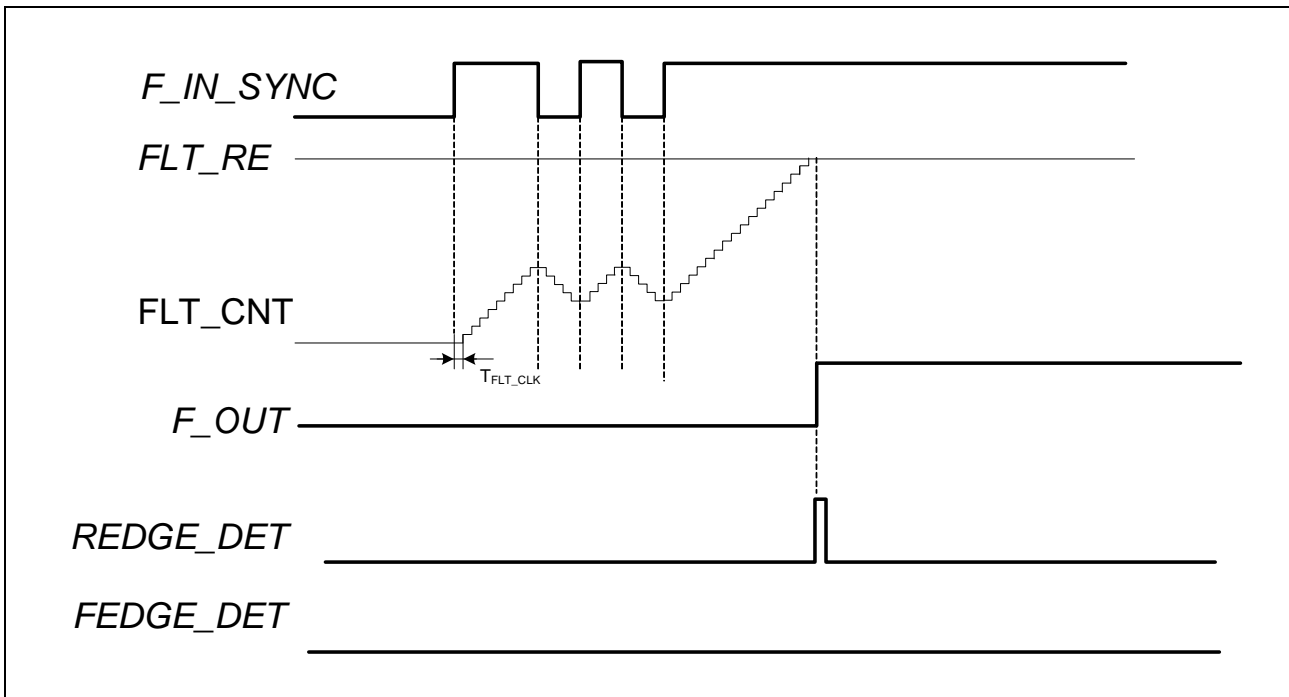 F_IN_SYNC
FLT_RE
FLT_CNT
TFLT_CLK
F_OUT
REDGE_DET
FEDGE_DET